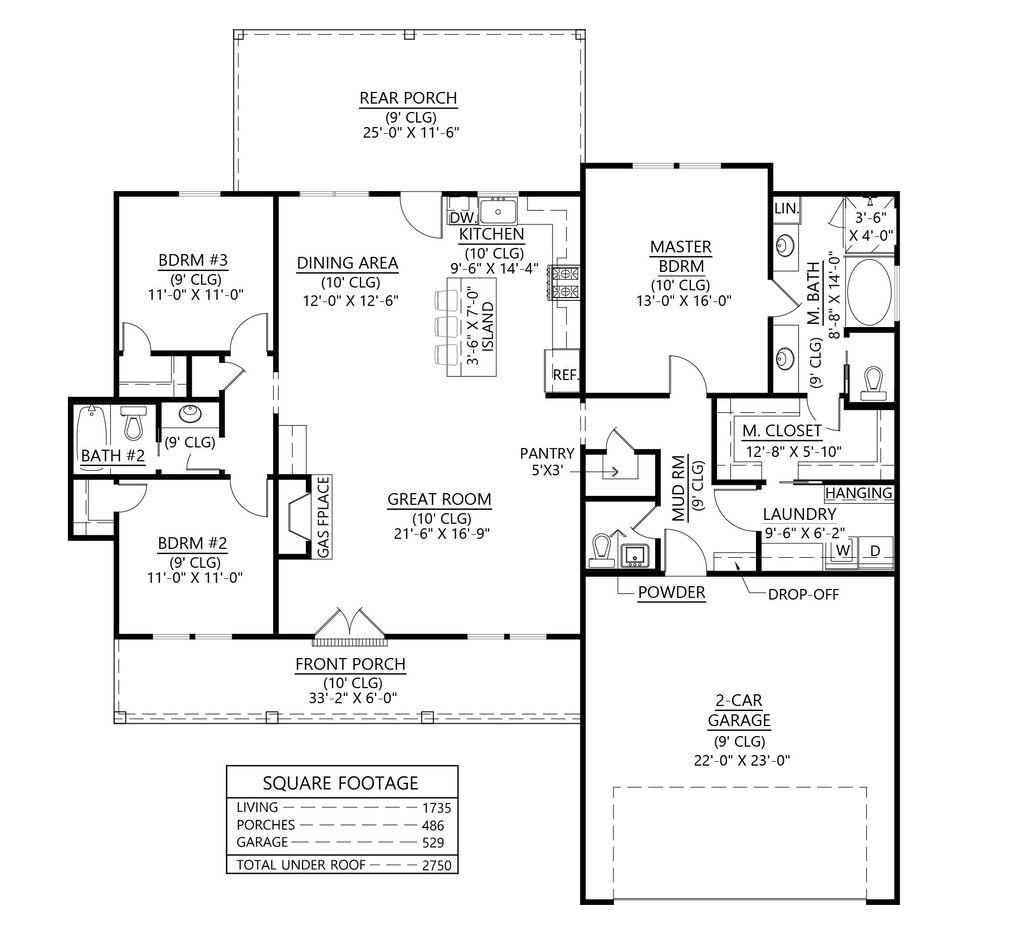 REAR PORCH
(9' CLG)
25'-0" X 11'-6"
BDRM #3
(9' CLG)
11'-0" X 11'-0"
DINING AREA
(10' CLG)
12'-0" X 12'-6"
DW.
KITCHEN
(10' CLG)
9'-6" X 14'-4"
3'-6" X 7'-0"
ISLAND
REF.
MASTER
BDRM
(10' CLG)
13'-0" X 16'-0"
LIN.
3'-6"
X 4'-0"
M. BATH
8'-8" X 14'-0"
(9' CLG)
BATH #2
(9' CLG)
M. CLOSET
12'-8" X 5'-10"
PANTRY
5'X3'
MUD RM
(9' CLG)
HANGING
LAUNDRY
9'-6" X 6'-2"
W
D
GAS FPLACE
GREAT ROOM
(10' CLG)
21'-6" X 16'-9"
BDRM #2
(9' CLG)
11'-0" X 11'-0"
POWDER
DROP-OFF
FRONT PORCH
(10' CLG)
33'-2" X 6'-0"
2-CAR
GARAGE
(9' CLG)
22'-0" X 23'-0"
SQUARE FOOTAGE
LIVING 1735
PORCHES 486
GARAGE 529
TOTAL UNDER ROOF 2750